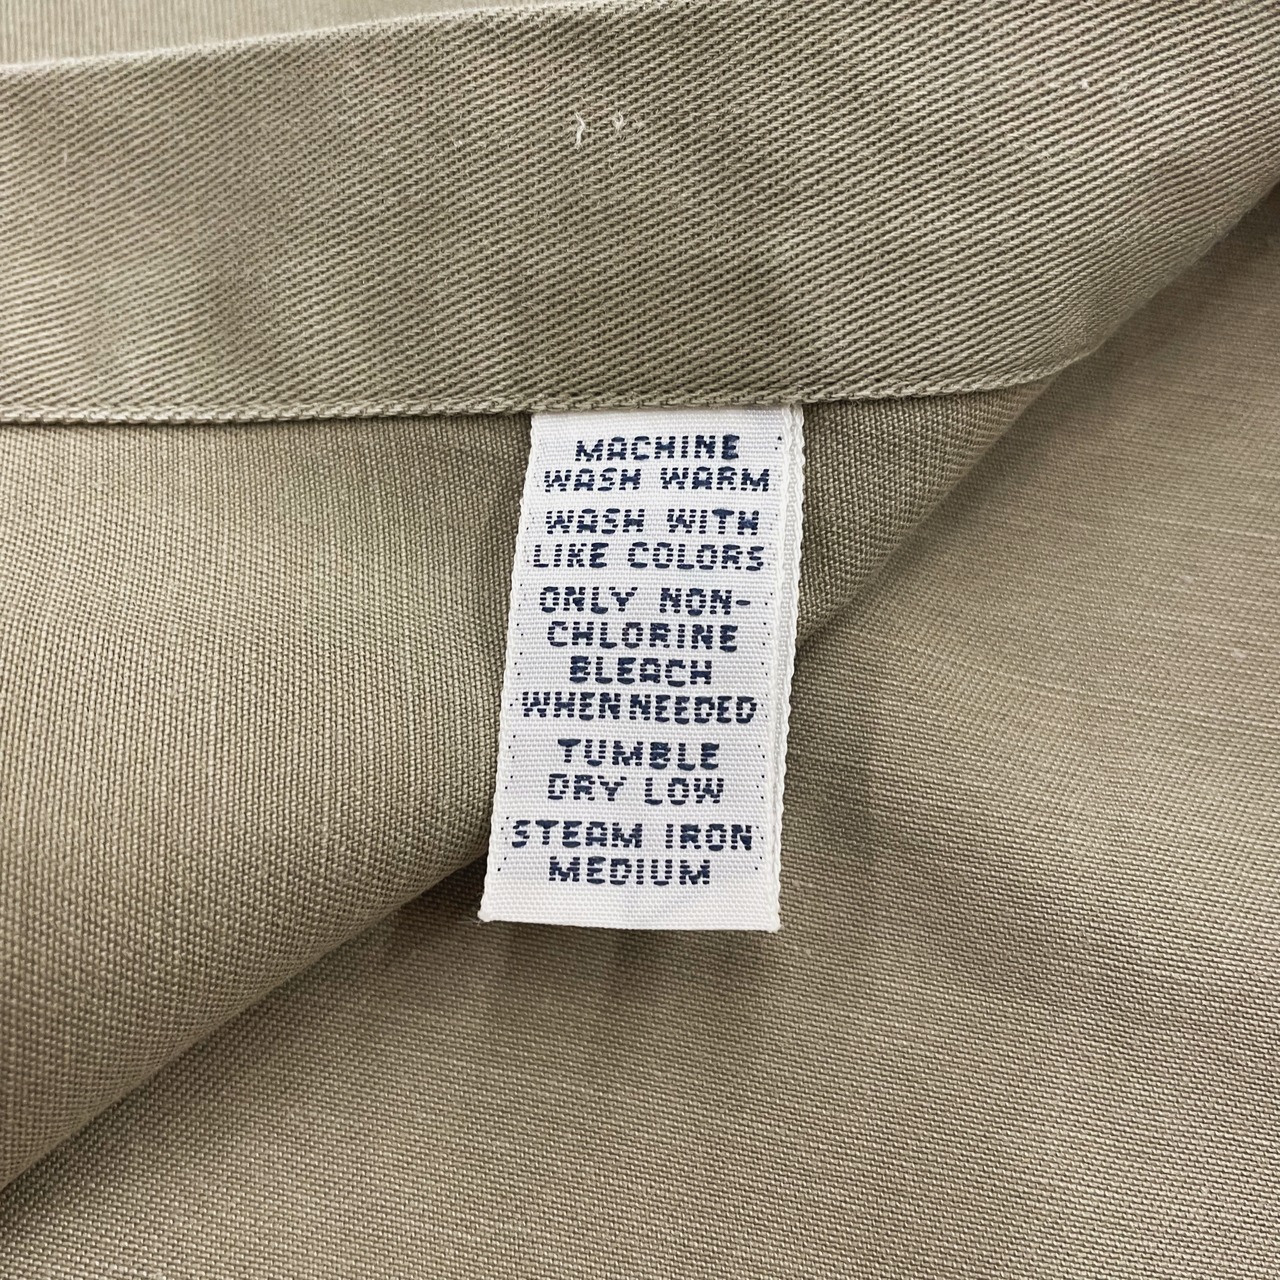 MACHINE
WASH WARM
WASH WITH
LIKE COLORS
ONLY NON-
CHLORINE
BLEACH
WHEN NEEDED
TUMBLE
DRY LOW
STEAM IRON
MEDIUM